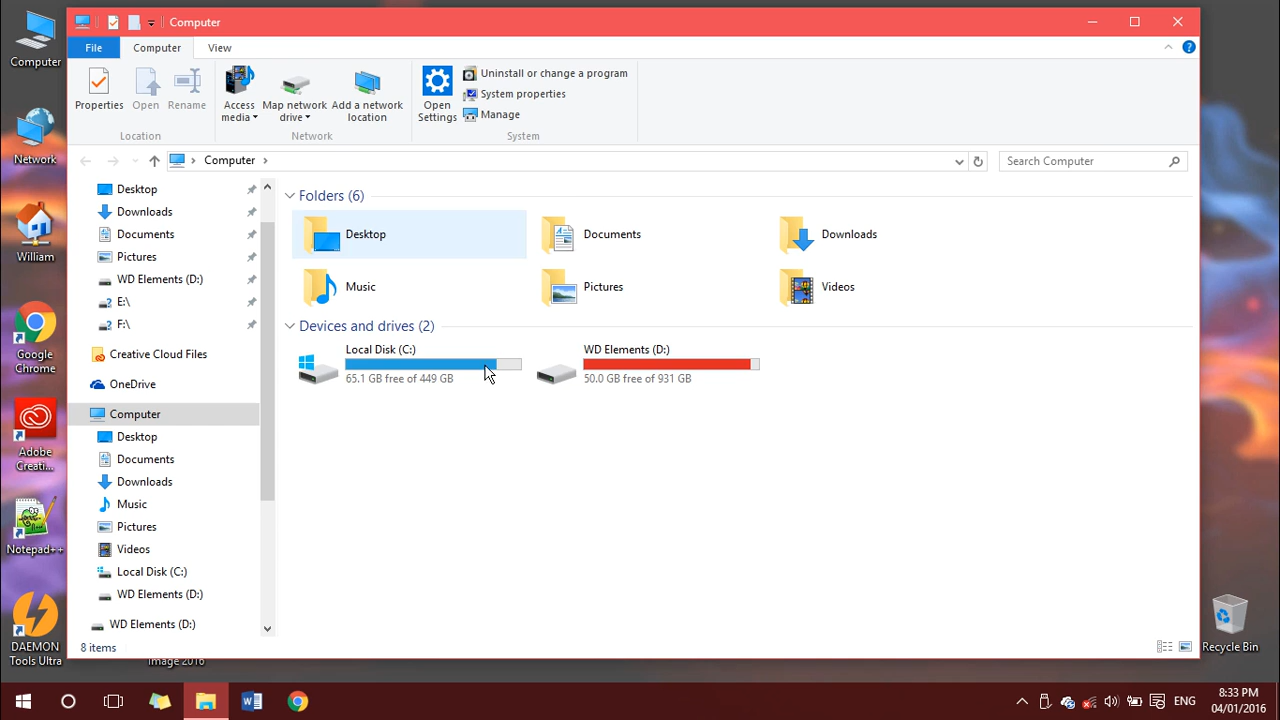 Computer
File
Computer
View
Properties
Open
Rename
Access media
Map network drive
Add a network location
Open Settings
Uninstall or change a program
System properties
Manage
Location
Network
System
Computer
Search Computer
Desktop
Downloads
Documents
Pictures
WD Elements (D:)
E:\
F:\
Creative Cloud Files
OneDrive
Computer
Desktop
Documents
Downloads
Music
Pictures
Videos
Local Disk (C:)
WD Elements (D:)
WD Elements (D:)
Folders (6)
Desktop
Documents
Downloads
Music
Pictures
Videos
Devices and drives (2)
Local Disk (C:)
65.1 GB free of 449 GB
WD Elements (D:)
50.0 GB free of 931 GB
8 items
Computer
Network
William
Google
Chrome
Adobe
Creati...
Notepad++
DAEMON
Tools Ultra
Image 2016
Recycle Bin
ENG
8:33 PM
04/01/2016